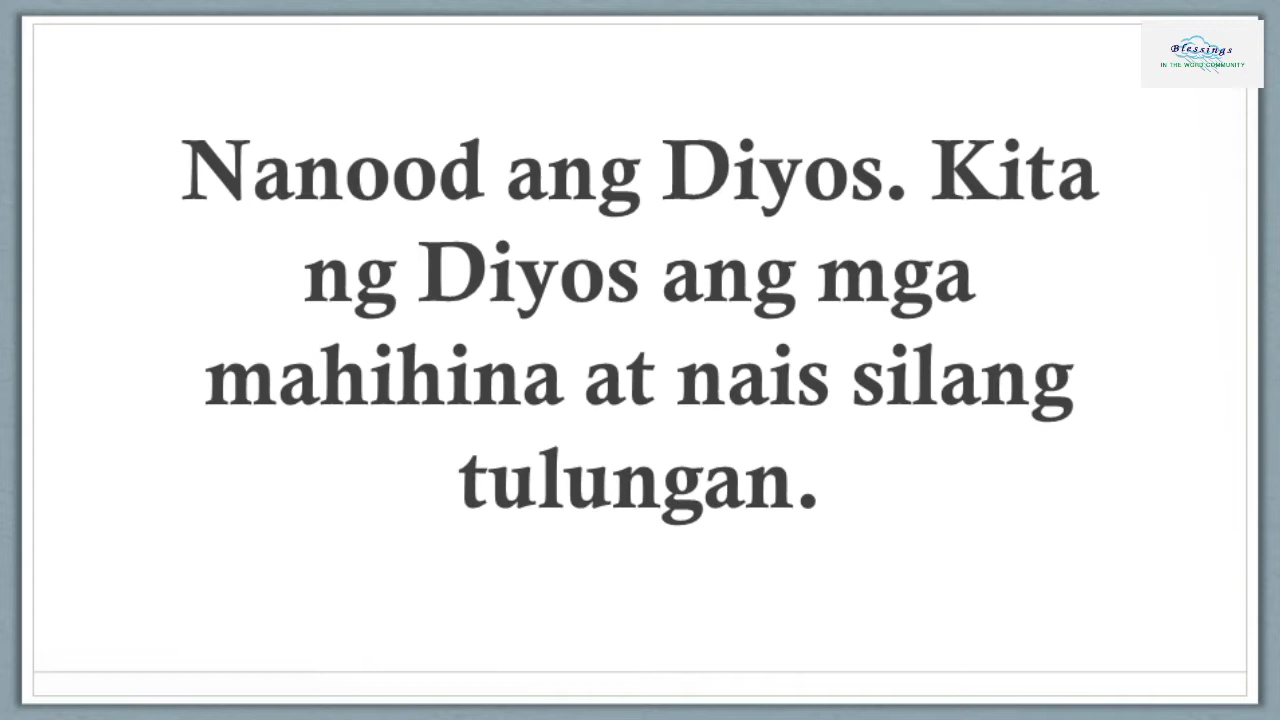 Blessings
IN THE WORD COMMUNITY
Nanood ang Diyos. Kita
ng Diyos ang mga
mahihina at nais silang
tulungan.